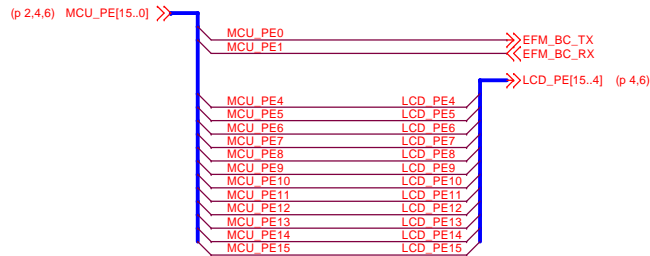 (p 2,4,6) MCU_PE[15..0]
MCU_PE0 EFM_BC_TX
MCU_PE1 EFM_BC_RX
LCD_PE[15..4] (p 4,6)
MCU_PE4 LCD_PE4
MCU_PE5 LCD_PE5
MCU_PE6 LCD_PE6
MCU_PE7 LCD_PE7
MCU_PE8 LCD_PE8
MCU_PE9 LCD_PE9
MCU_PE10 LCD_PE10
MCU_PE11 LCD_PE11
MCU_PE12 LCD_PE12
MCU_PE13 LCD_PE13
MCU_PE14 LCD_PE14
MCU_PE15 LCD_PE15